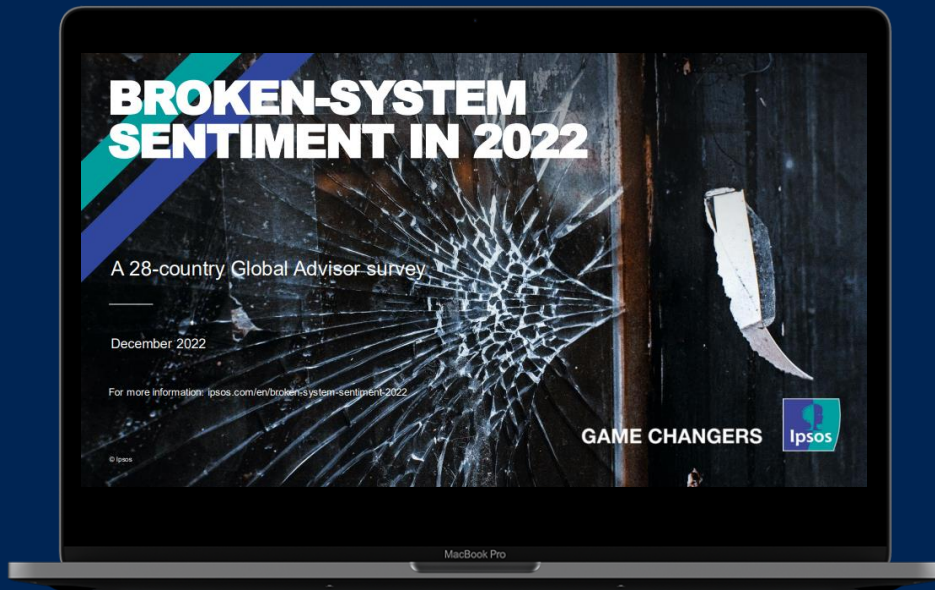 BROKEN-SYSTEM
SENTIMENT IN 2022
A 28-country Global Advisor survey
December 2022
For more information: ipsos.com/en/broken-system-sentiment-2022
GAME CHANGERS
Ipsos
© Ipsos
MacBook Pro